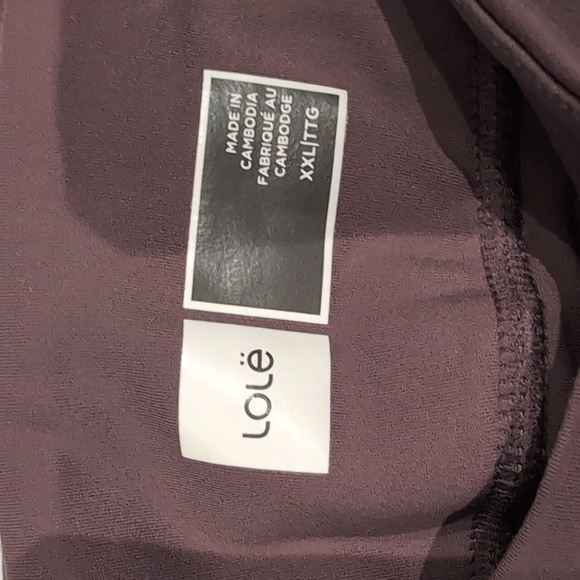 Lolë
MADE IN
CAMBODIA
FABRIQUÉ AU
CAMBODGE
XXL|TTG